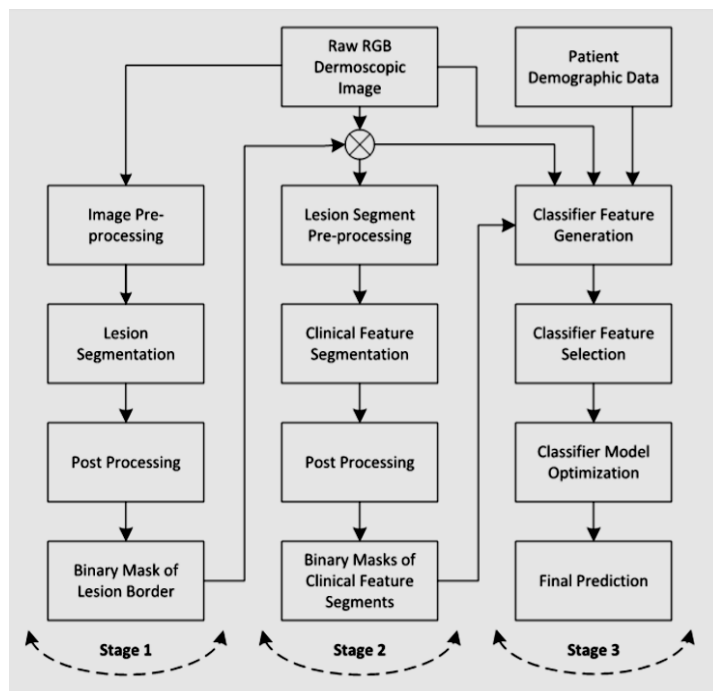 Raw RGB
Dermoscopic
Image
Patient
Demographic Data
Image Pre-
processing
Lesion
Segmentation
Post Processing
Binary Mask of
Lesion Border
Stage 1
Lesion Segment
Pre-processing
Clinical Feature
Segmentation
Post Processing
Binary Masks of
Clinical Feature
Segments
Stage 2
Classifier Feature
Generation
Classifier Feature
Selection
Classifier Model
Optimization
Final Prediction
Stage 3